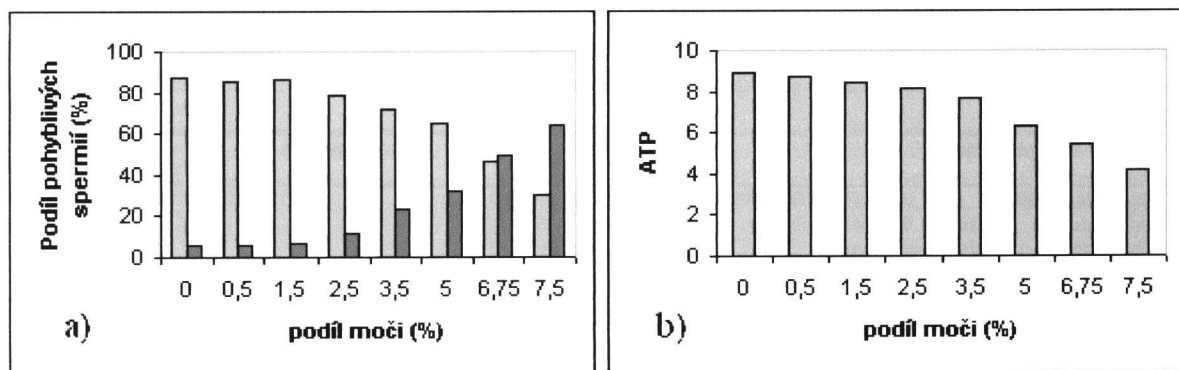 Podíl pohyblivých
spermií (%)
100
80
60
40
20
0
0 0,5 1,5 2,5 3,5 5 6,75 7,5
podíl moči (%)
a)
ATP
10
8
6
4
2
0
0 0,5 1,5 2,5 3,5 5 6,75 7,5
podíl moči (%)
b)